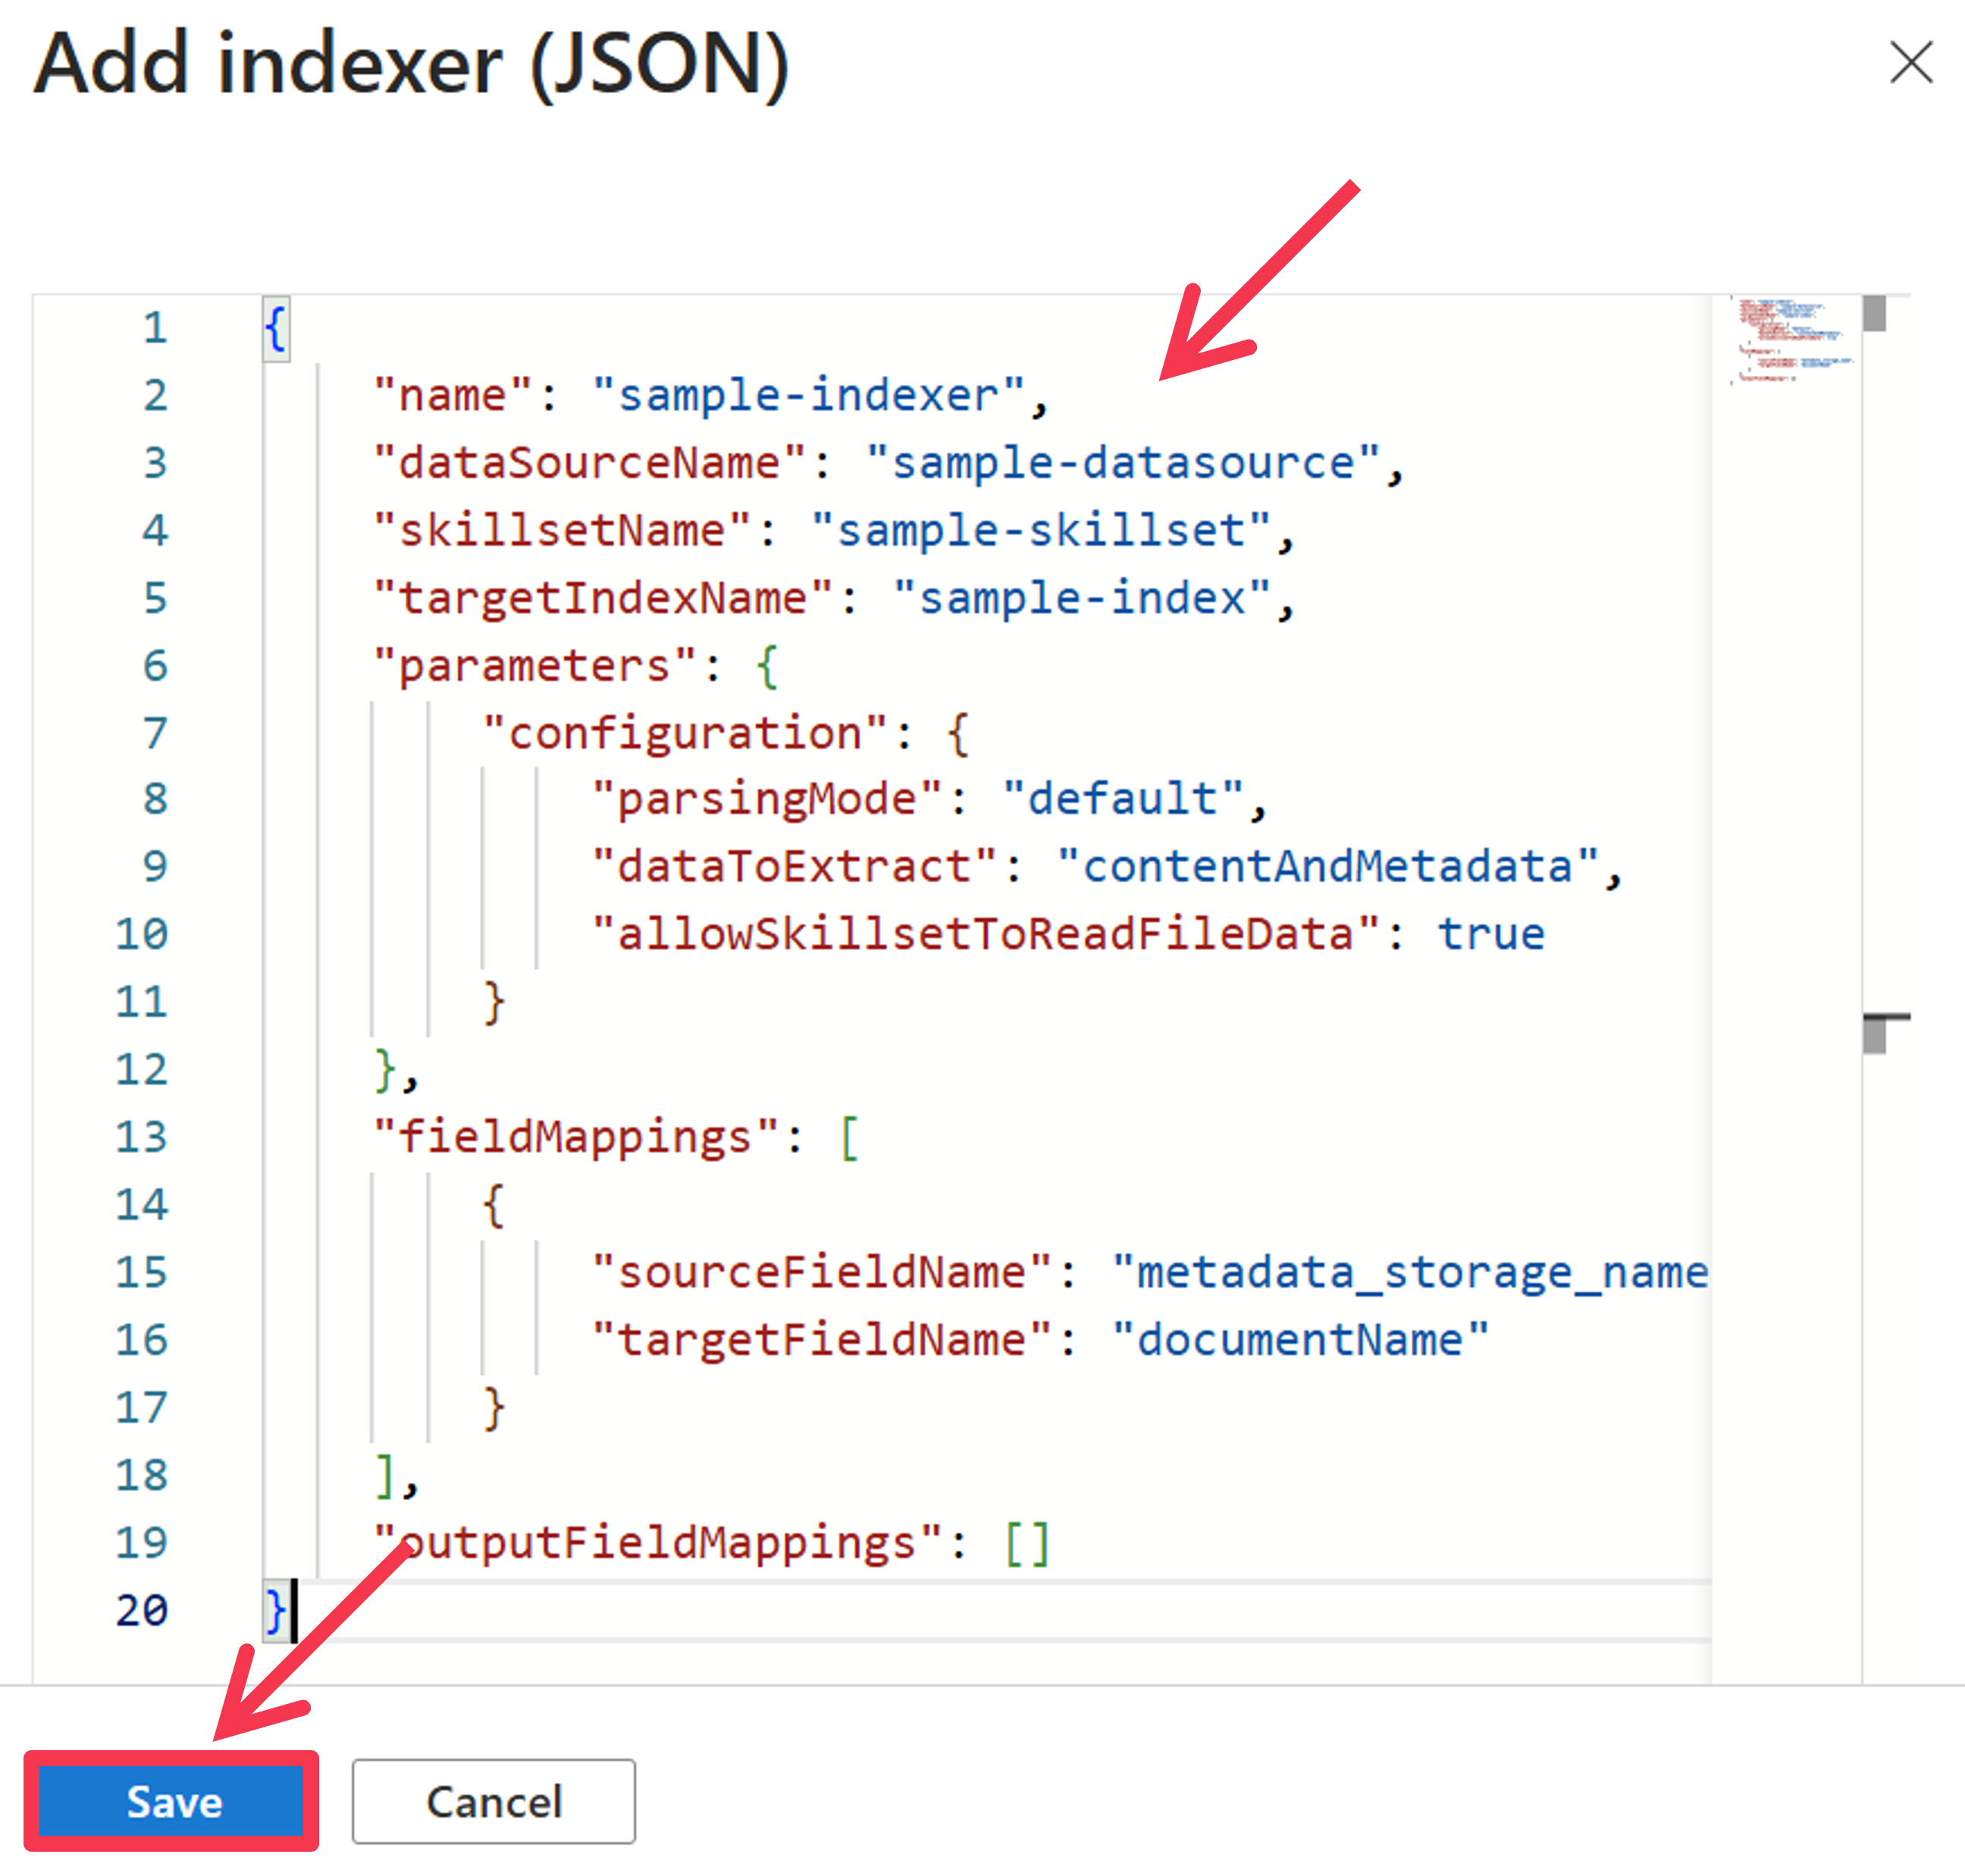 Add indexer (JSON)
1 {
2 "name": "sample-indexer",
3 "dataSourceName": "sample-datasource",
4 "skillsetName": "sample-skillset",
5 "targetIndexName": "sample-index",
6 "parameters": {
7 "configuration": {
8 "parsingMode": "default",
9 "dataToExtract": "contentAndMetadata",
10 "allowSkillsetToReadFileData": true
11 }
12 },
13 "fieldMappings": [
14 {
15 "sourceFieldName": "metadata_storage_name
16 "targetFieldName": "documentName"
17 }
18 ],
19 "outputFieldMappings": []
20 }
Save Cancel